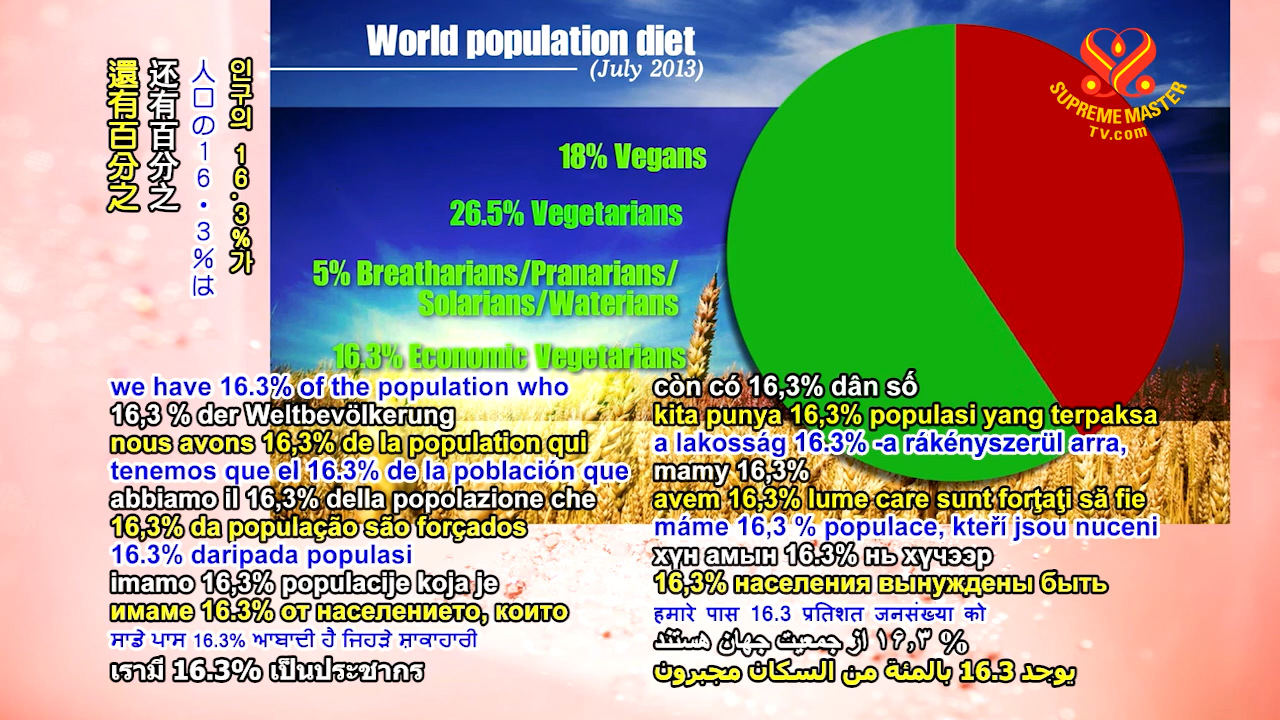 World population diet
(July 2013)
SUPREME MASTER
TV.com
18% Vegans
26.5% Vegetarians
5% Breatharians/Pranarians/
Solarians/Waterians
16.3% Economic Vegetarians
還有百分之
还有百分之
人口の16・3%は
인구의 16.3%가
we have 16.3% of the population who
16,3 % der Weltbevölkerung
nous avons 16,3% de la population qui
tenemos que el 16.3% de la población que
abbiamo il 16,3% della popolazione che
16,3% da população são forçados
16.3% daripada populasi
imamo 16,3% populacije koja je
имаме 16.3% от населението, които
ਸਾਡੇ ਪਾਸ 16.3% ਆਬਾਦੀ ਹੈ ਜਿਹੜੇ ਸ਼ਾਕਾਹਾਰੀ
เรามี 16.3% เป็นประชากร
còn có 16,3% dân số
kita punya 16,3% populasi yang terpaksa
a lakosság 16.3% -a rákényszerül arra,
mamy 16,3%
avem 16,3% lume care sunt forţaţi să fie
máme 16,3 % populace, kteří jsou nuceni
хүн амын 16.3% нь хүчээр
16,3% населения вынуждены быть
हमारे पास 16.3 प्रतिशत जनसंख्या को
% ۱۶,۳ از جمعیت جهان هستند
يوجد 16.3 بالمئة من السكان مجبرون